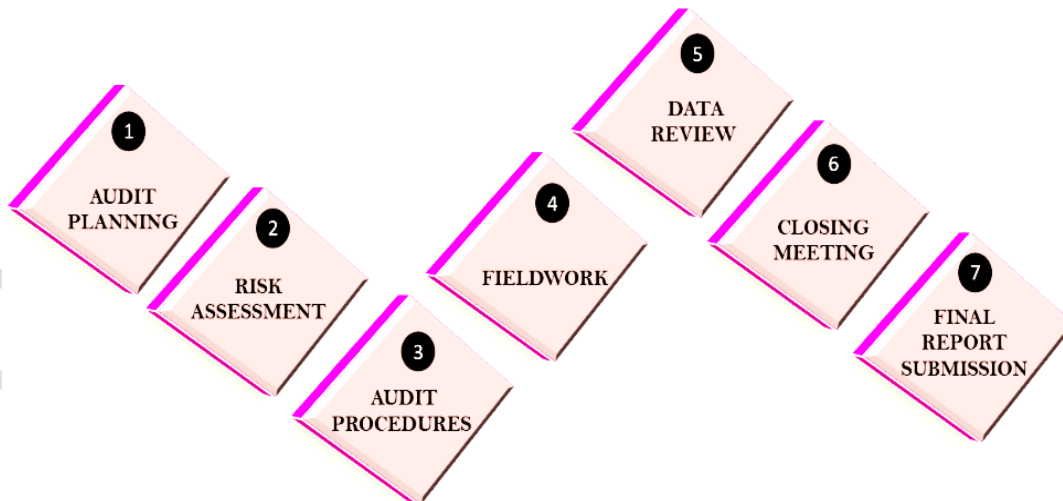 1
AUDIT
PLANNING
2
RISK
ASSESSMENT
3
AUDIT
PROCEDURES
4
FIELDWORK
5
DATA
REVIEW
6
CLOSING
MEETING
7
FINAL
REPORT
SUBMISSION